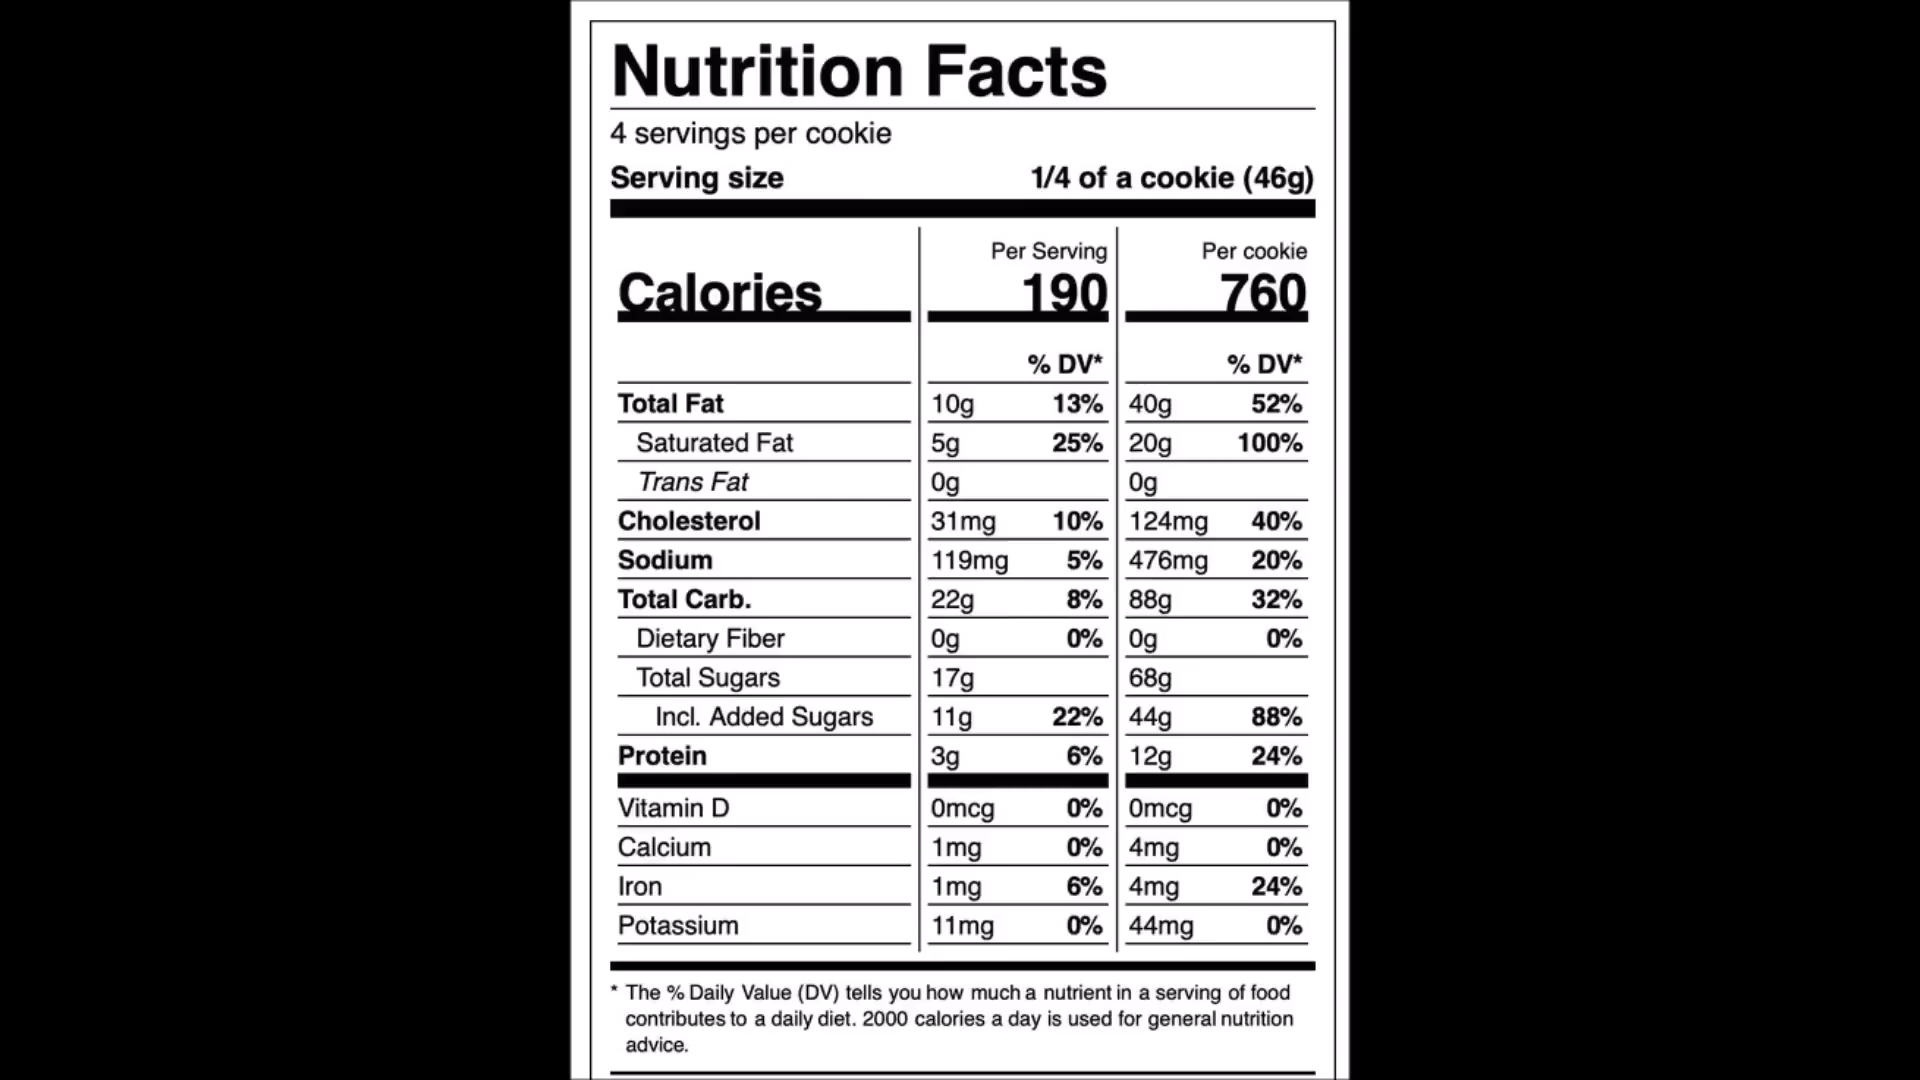 Nutrition Facts
4 servings per cookie
Serving size 1/4 of a cookie (46g)
Per Serving Per cookie
Calories 190 760
% DV* % DV*
Total Fat 10g 13% 40g 52%
Saturated Fat 5g 25% 20g 100%
Trans Fat 0g 0g
Cholesterol 31mg 10% 124mg 40%
Sodium 119mg 5% 476mg 20%
Total Carb. 22g 8% 88g 32%
Dietary Fiber 0g 0% 0g 0%
Total Sugars 17g 68g
Incl. Added Sugars 11g 22% 44g 88%
Protein 3g 6% 12g 24%
Vitamin D 0mcg 0% 0mcg 0%
Calcium 1mg 0% 4mg 0%
Iron 1mg 6% 4mg 24%
Potassium 11mg 0% 44mg 0%
* The % Daily Value (DV) tells you how much a nutrient in a serving of food
contributes to a daily diet. 2000 calories a day is used for general nutrition
advice.